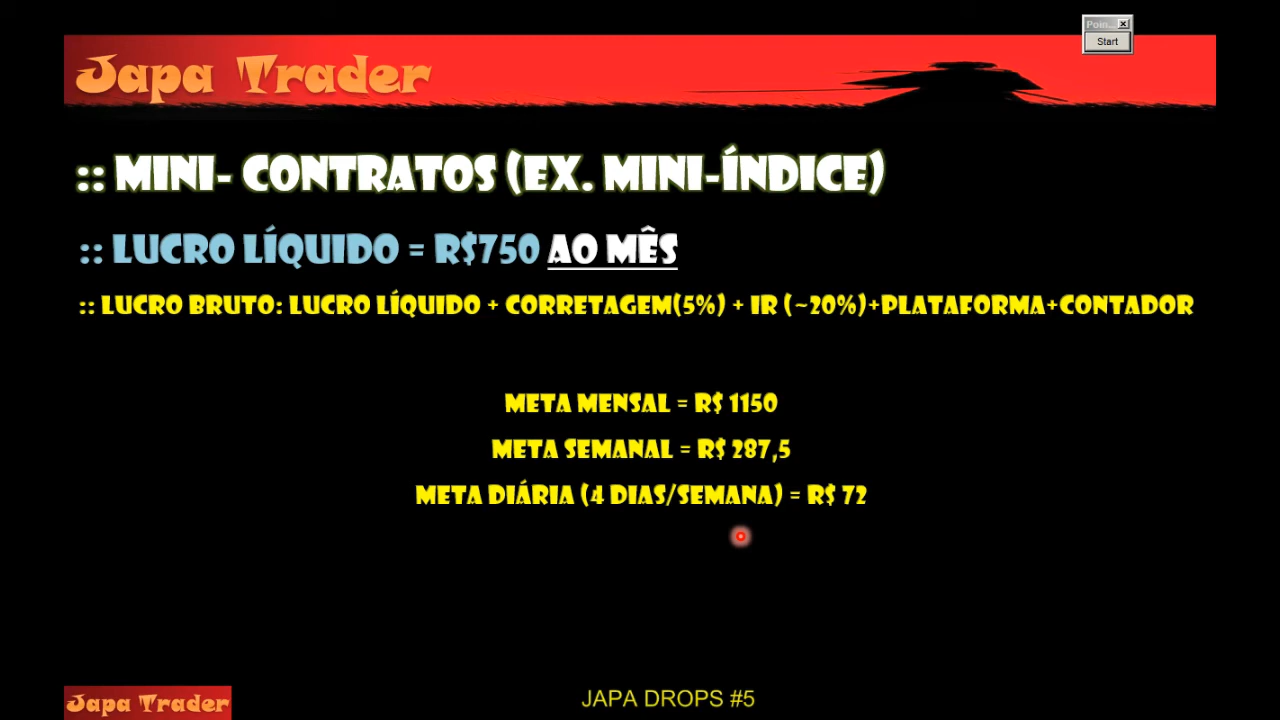 Poin...
Start
Japa Trader
:: MINI- CONTRATOS (EX. MINI-ÍNDICE)
:: LUCRO LÍQUIDO = R$750 AO MÊS
:: LUCRO BRUTO: LUCRO LÍQUIDO + CORRETAGEM(5%) + IR (~20%)+PLATAFORMA+CONTADOR
META MENSAL = R$ 1150
META SEMANAL = R$ 287,5
META DIÁRIA (4 DIAS/SEMANA) = R$ 72
Japa Trader
JAPA DROPS #5